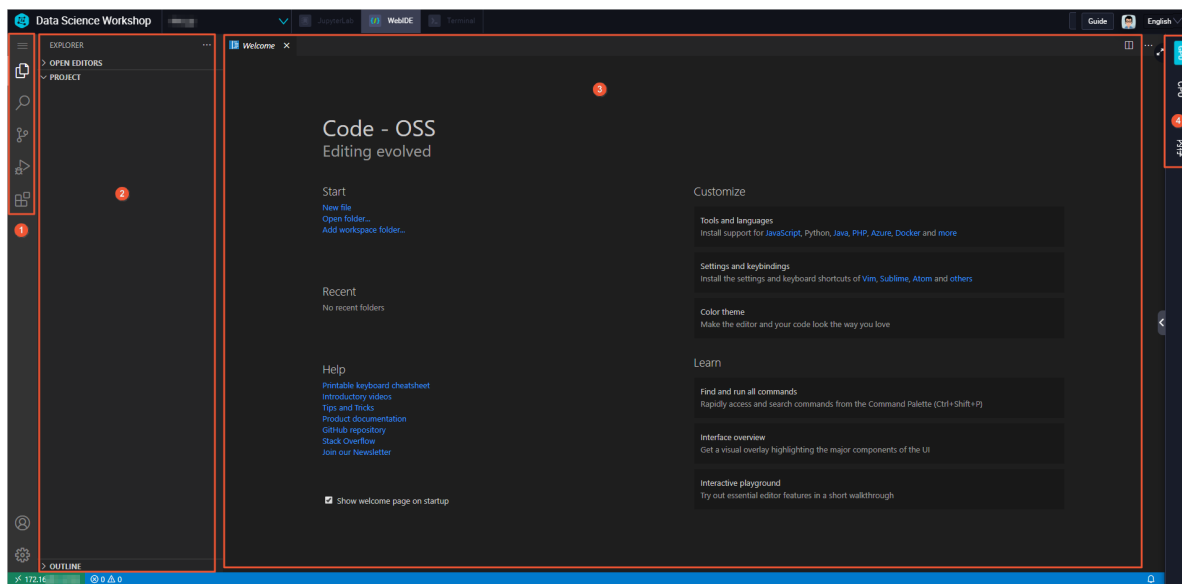 Data Science Workshop
JupyterLab
WebIDE
Terminal
Guide
English
EXPLORER
OPEN EDITORS
PROJECT
OUTLINE
Welcome
1
2
3
4
Code - OSS
Editing evolved
Start
New file
Open folder...
Add workspace folder...
Recent
No recent folders
Help
Printable keyboard cheatsheet
Introductory videos
Tips and Tricks
Product documentation
GitHub repository
Stack Overflow
Join our Newsletter
Show welcome page on startup
Customize
Tools and languages
Install support for JavaScript, Python, Java, PHP, Azure, Docker and more
Settings and keybindings
Install the settings and keyboard shortcuts of Vim, Sublime, Atom and others
Color theme
Make the editor and your code look the way you love
Learn
Find and run all commands
Rapidly access and search commands from the Command Palette (Ctrl+Shift+P)
Interface overview
Get a visual overlay highlighting the major components of the UI
Interactive playground
Try out essential editor features in a short walkthrough
CPU
172.16
0 0